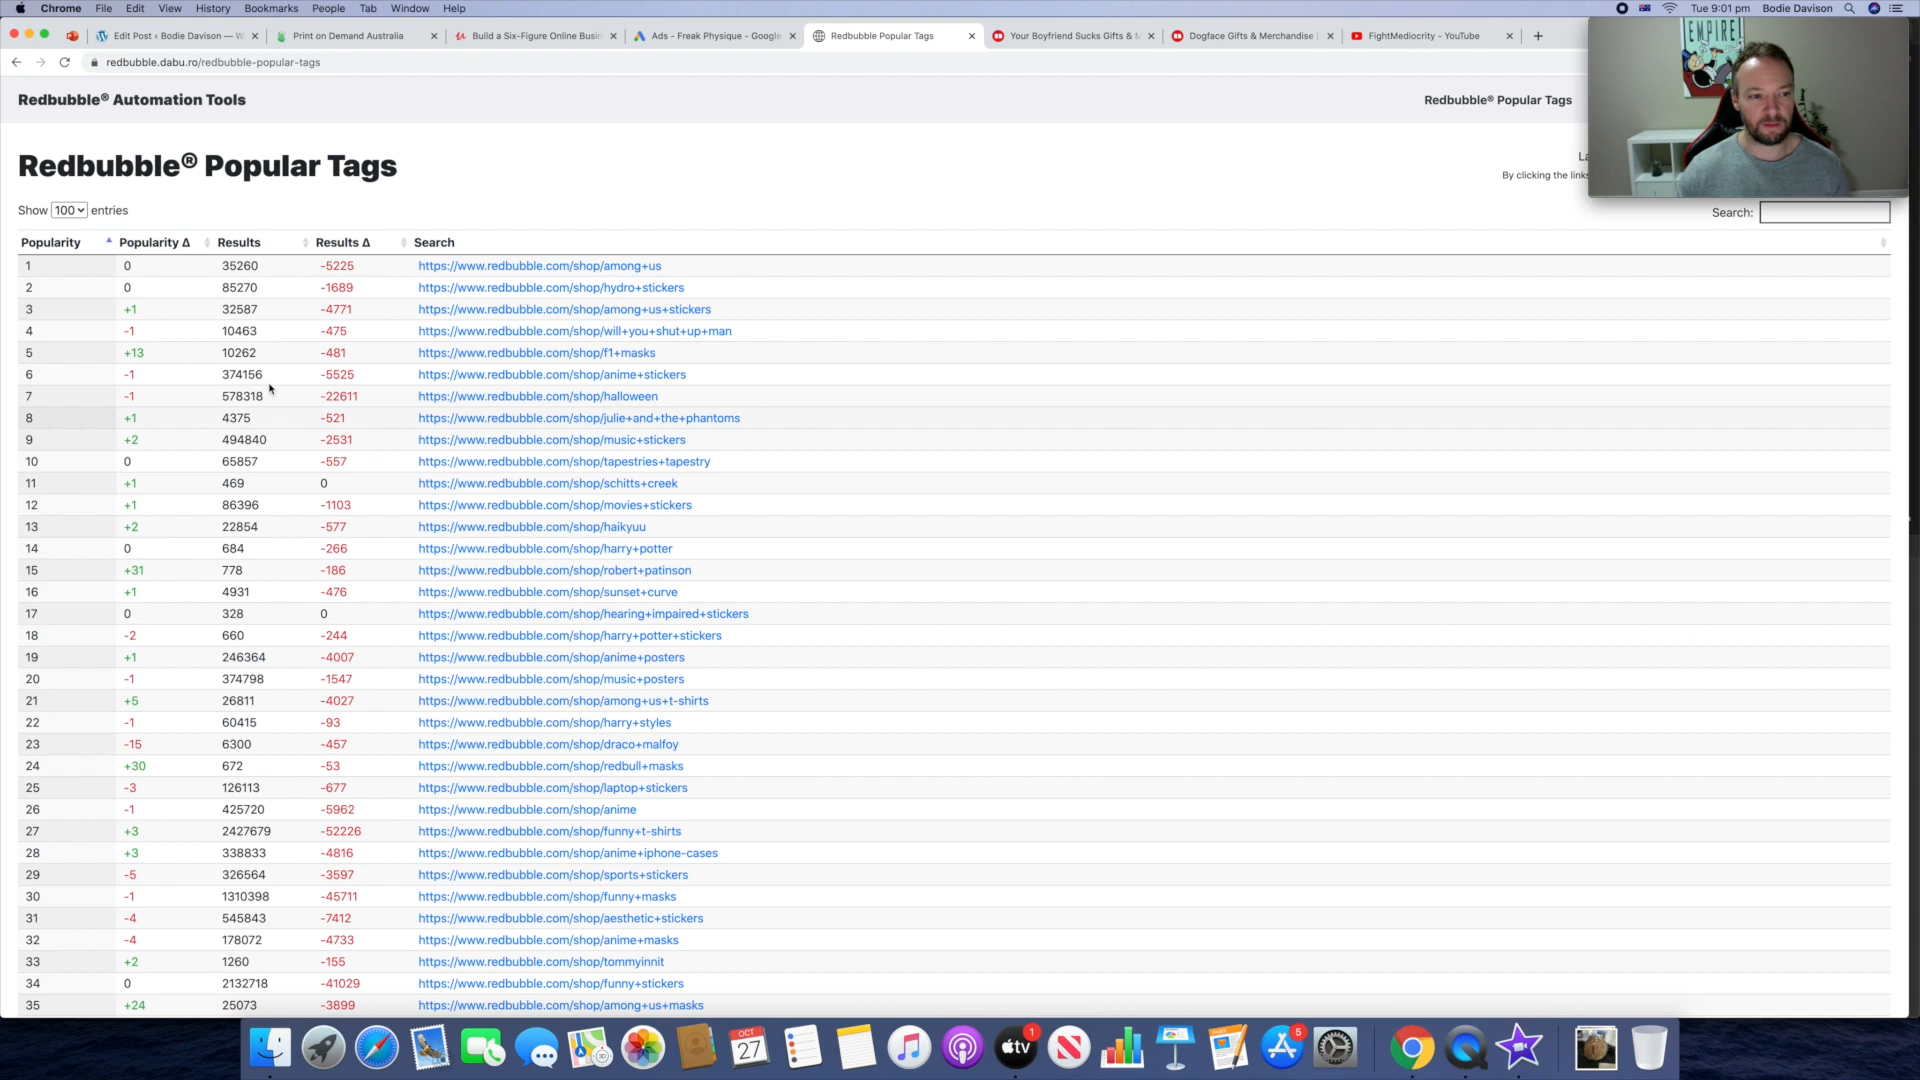 Chrome File Edit View History Bookmarks People Tab Window Help Tue 9:01 pm Bodie Davison
Edit Post ‹ Bodie Davison — W Print on Demand Australia Build a Six-Figure Online Busin Ads - Freak Physique - Google Redbubble Popular Tags Your Boyfriend Sucks Gifts & M Dogface Gifts & Merchandise FightMediocrity - YouTube
EMPIRE!
redbubble.dabu.ro/redbubble-popular-tags
Redbubble® Automation Tools Redbubble® Popular Tags
Redbubble® Popular Tags
La
By clicking the links
Show 100 entries Search:
Popularity Popularity Δ Results Results Δ Search
1 0 35260 -5225 https://www.redbubble.com/shop/among+us
2 0 85270 -1689 https://www.redbubble.com/shop/hydro+stickers
3 +1 32587 -4771 https://www.redbubble.com/shop/among+us+stickers
4 -1 10463 -475 https://www.redbubble.com/shop/will+you+shut+up+man
5 +13 10262 -481 https://www.redbubble.com/shop/f1+masks
6 -1 374156 -5525 https://www.redbubble.com/shop/anime+stickers
7 -1 578318 -22611 https://www.redbubble.com/shop/halloween
8 +1 4375 -521 https://www.redbubble.com/shop/julie+and+the+phantoms
9 +2 494840 -2531 https://www.redbubble.com/shop/music+stickers
10 0 65857 -557 https://www.redbubble.com/shop/tapestries+tapestry
11 +1 469 0 https://www.redbubble.com/shop/schitts+creek
12 +1 86396 -1103 https://www.redbubble.com/shop/movies+stickers
13 +2 22854 -577 https://www.redbubble.com/shop/haikyuu
14 0 684 -266 https://www.redbubble.com/shop/harry+potter
15 +31 778 -186 https://www.redbubble.com/shop/robert+patinson
16 +1 4931 -476 https://www.redbubble.com/shop/sunset+curve
17 0 328 0 https://www.redbubble.com/shop/hearing+impaired+stickers
18 -2 660 -244 https://www.redbubble.com/shop/harry+potter+stickers
19 +1 246364 -4007 https://www.redbubble.com/shop/anime+posters
20 -1 374798 -1547 https://www.redbubble.com/shop/music+posters
21 +5 26811 -4027 https://www.redbubble.com/shop/among+us+t-shirts
22 -1 60415 -93 https://www.redbubble.com/shop/harry+styles
23 -15 6300 -457 https://www.redbubble.com/shop/draco+malfoy
24 +30 672 -53 https://www.redbubble.com/shop/redbull+masks
25 -3 126113 -677 https://www.redbubble.com/shop/laptop+stickers
26 -1 425720 -5962 https://www.redbubble.com/shop/anime
27 +3 2427679 -52226 https://www.redbubble.com/shop/funny+t-shirts
28 +3 338833 -4816 https://www.redbubble.com/shop/anime+iphone-cases
29 -5 326564 -3597 https://www.redbubble.com/shop/sports+stickers
30 -1 1310398 -45711 https://www.redbubble.com/shop/funny+masks
31 -4 545843 -7412 https://www.redbubble.com/shop/aesthetic+stickers
32 -4 178072 -4733 https://www.redbubble.com/shop/anime+masks
33 +2 1260 -155 https://www.redbubble.com/shop/tommyinnit
34 0 2132718 -41029 https://www.redbubble.com/shop/funny+stickers
35 +24 25073 -3899 https://www.redbubble.com/shop/among+us+masks
OCT 27 3D tv 1 5